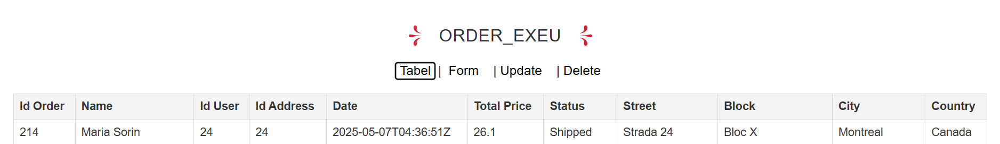 ORDER_EXEU
Tabel | Form | Update | Delete
Id Order Name Id User Id Address Date Total Price Status Street Block City Country
214 Maria Sorin 24 24 2025-05-07T04:36:51Z 26.1 Shipped Strada 24 Bloc X Montreal Canada